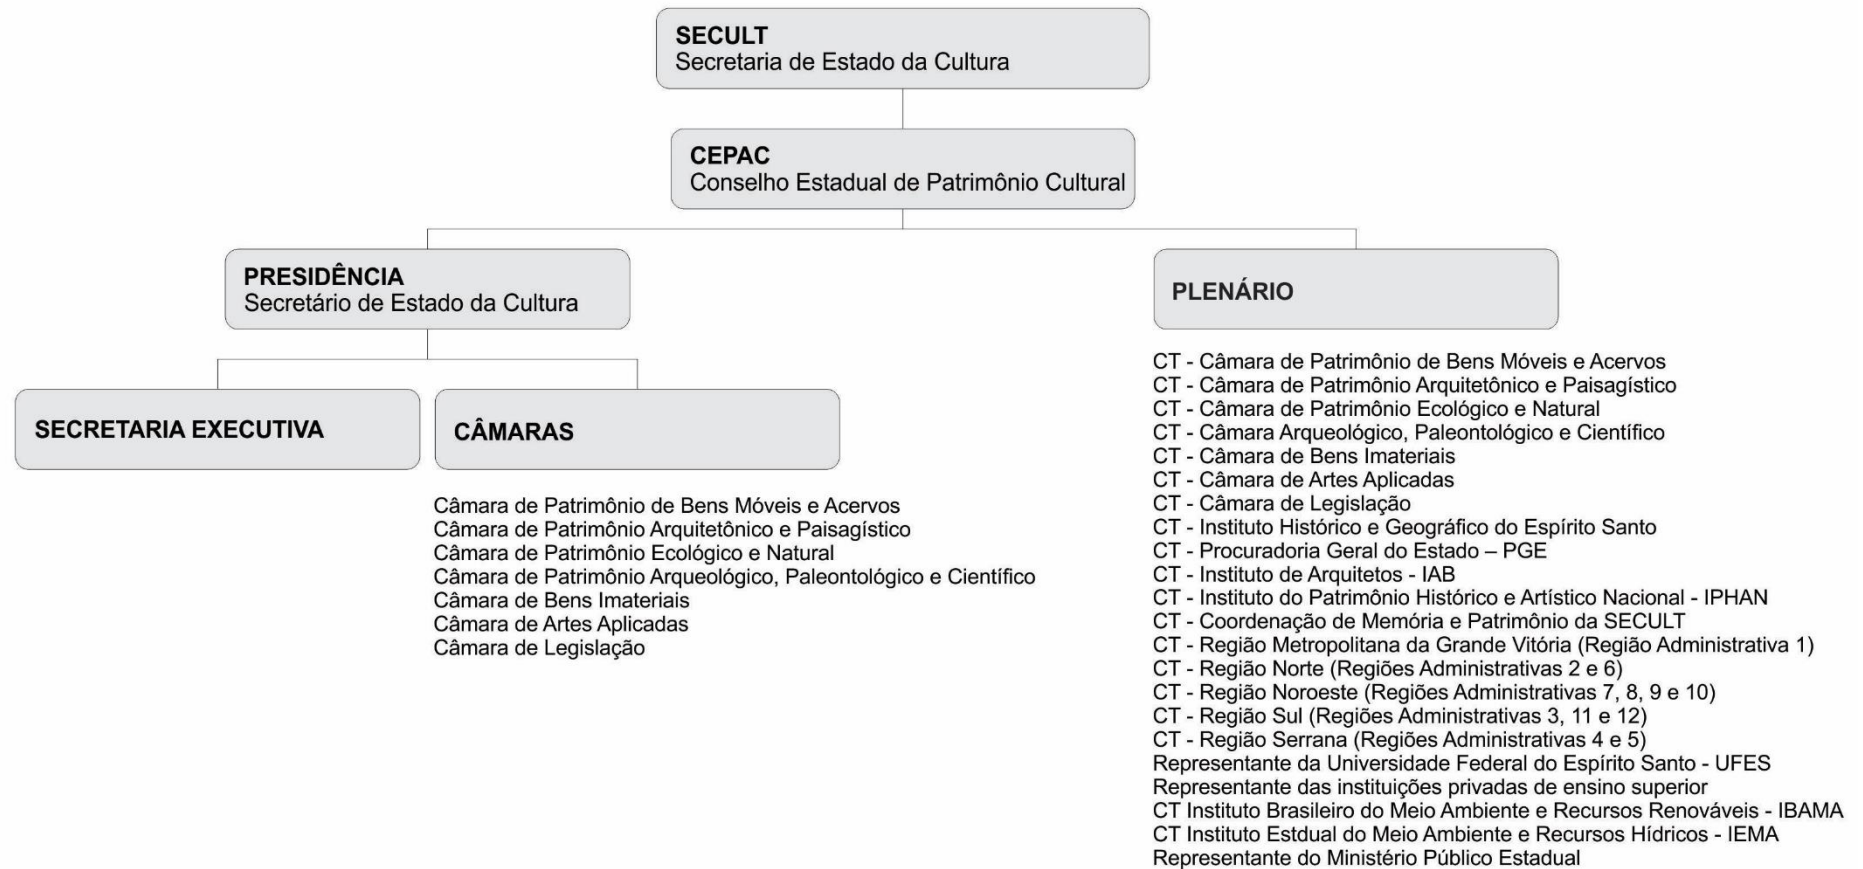 SECULT
Secretaria de Estado da Cultura
CEPAC
Conselho Estadual de Patrimônio Cultural
PRESIDÊNCIA
Secretário de Estado da Cultura
PLENÁRIO
SECRETARIA EXECUTIVA
CÂMARAS
Câmara de Patrimônio de Bens Móveis e Acervos
Câmara de Patrimônio Arquitetônico e Paisagístico
Câmara de Patrimônio Ecológico e Natural
Câmara de Patrimônio Arqueológico, Paleontológico e Científico
Câmara de Bens Imateriais
Câmara de Artes Aplicadas
Câmara de Legislação
CT - Câmara de Patrimônio de Bens Móveis e Acervos
CT - Câmara de Patrimônio Arquitetônico e Paisagístico
CT - Câmara de Patrimônio Ecológico e Natural
CT - Câmara Arqueológico, Paleontológico e Científico
CT - Câmara de Bens Imateriais
CT - Câmara de Artes Aplicadas
CT - Câmara de Legislação
CT - Instituto Histórico e Geográfico do Espírito Santo
CT - Procuradoria Geral do Estado – PGE
CT - Instituto de Arquitetos - IAB
CT - Instituto do Patrimônio Histórico e Artístico Nacional - IPHAN
CT - Coordenação de Memória e Patrimônio da SECULT
CT - Região Metropolitana da Grande Vitória (Região Administrativa 1)
CT - Região Norte (Regiões Administrativas 2 e 6)
CT - Região Noroeste (Regiões Administrativas 7, 8, 9 e 10)
CT - Região Sul (Regiões Administrativas 3, 11 e 12)
CT - Região Serrana (Regiões Administrativas 4 e 5)
Representante da Universidade Federal do Espírito Santo - UFES
Representante das instituições privadas de ensino superior
CT Instituto Brasileiro do Meio Ambiente e Recursos Renováveis - IBAMA
CT Instituto Estdual do Meio Ambiente e Recursos Hídricos - IEMA
Representante do Ministério Público Estadual